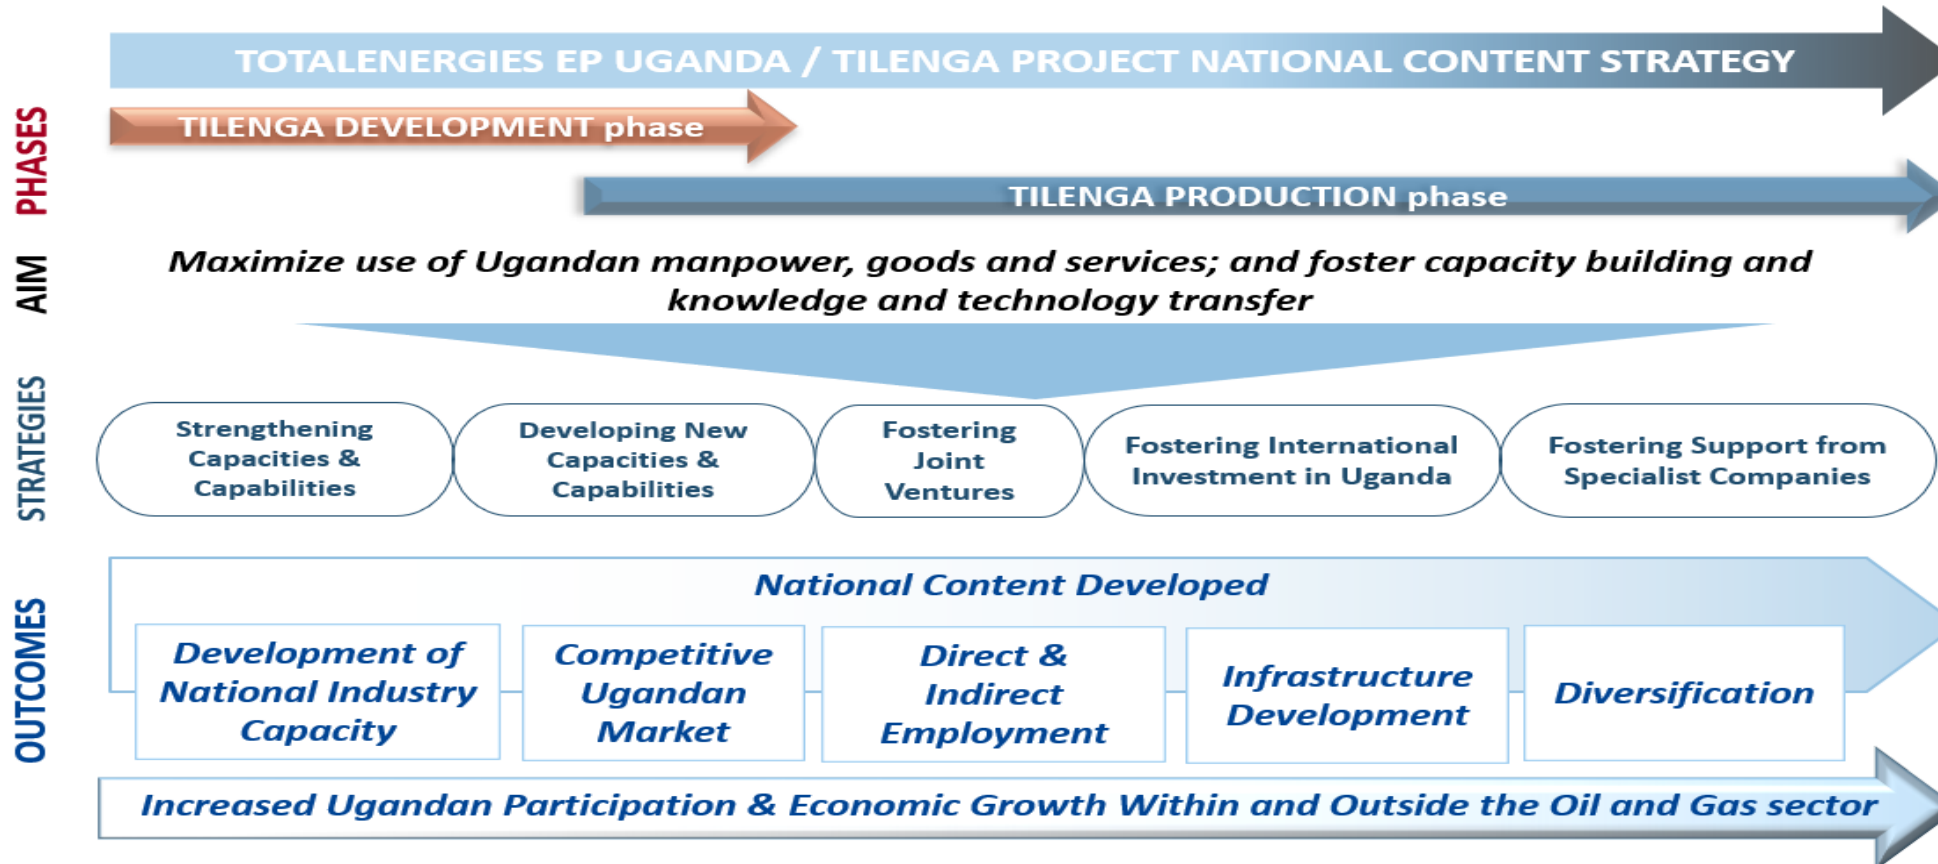 TOTALENERGIES EP UGANDA / TILENGA PROJECT NATIONAL CONTENT STRATEGY
PHASES
TILENGA DEVELOPMENT phase
TILENGA PRODUCTION phase
AIM
Maximize use of Ugandan manpower, goods and services; and foster capacity building and
knowledge and technology transfer
STRATEGIES
Strengthening
Capacities &
Capabilities
Developing New
Capacities &
Capabilities
Fostering
Joint
Ventures
Fostering International
Investment in Uganda
Fostering Support from
Specialist Companies
OUTCOMES
National Content Developed
Development of
National Industry
Capacity
Competitive
Ugandan
Market
Direct &
Indirect
Employment
Infrastructure
Development
Diversification
Increased Ugandan Participation & Economic Growth Within and Outside the Oil and Gas sector